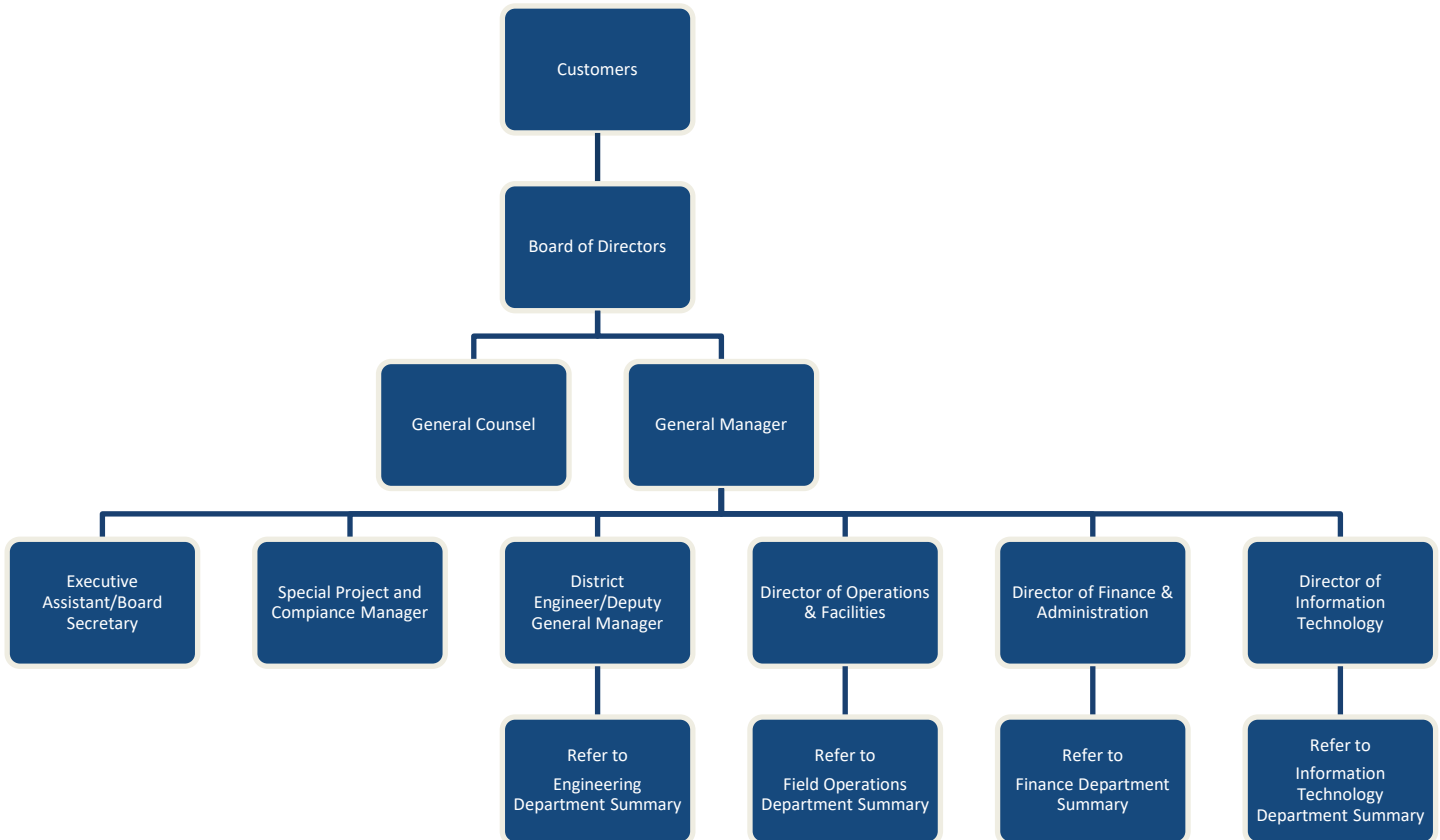 Customers
Board of Directors
General Counsel
General Manager
Executive
Assistant/Board
Secretary
Special Project and
Compiance Manager
District
Engineer/Deputy
General Manager
Director of Operations
& Facilities
Director of Finance &
Administration
Director of
Information
Technology
Refer to
Engineering
Department Summary
Refer to
Field Operations
Department Summary
Refer to
Finance Department
Summary
Refer to
Information
Technology
Department Summary